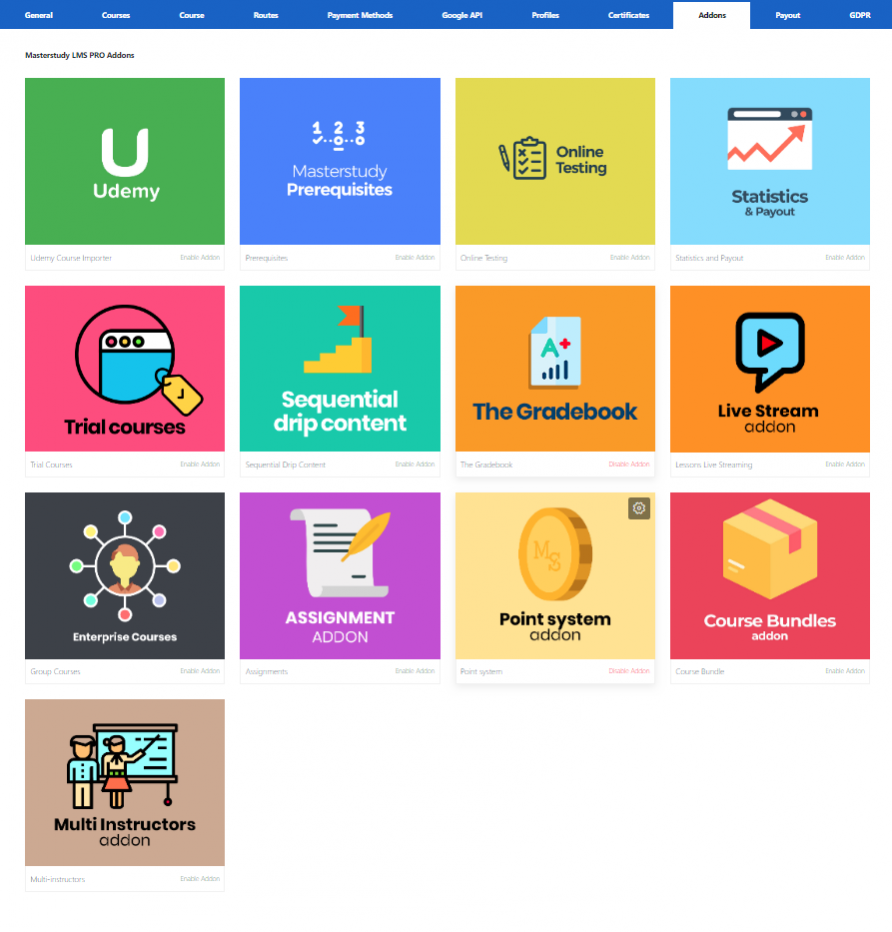 General Courses Course Routes Payment Methods Google API Profiles Certificates Addons Payout GDPR
Masterstudy LMS PRO Addons
U
Udemy
Udemy Course Importer Enable Addon
1 2 3
Masterstudy
Prerequisites
Prerequisites Enable Addon
Online
Testing
Online Testing Enable Addon
Statistics
& Payout
Statistics and Payout Enable Addon
Trial courses
Trial Courses Enable Addon
Sequential
drip content
Sequential Drip Content Enable Addon
A+
The Gradebook
The Gradebook Disable Addon
Live Stream
addon
Lessons Live Streaming Enable Addon
Enterprise Courses
Group Courses Enable Addon
ASSIGNMENT
ADDON
Assignments Enable Addon
MS
Point system
addon
Point system Disable Addon
Course Bundles
addon
Course Bundle Enable Addon
Multi Instructors
addon
Multi-instructors Enable Addon